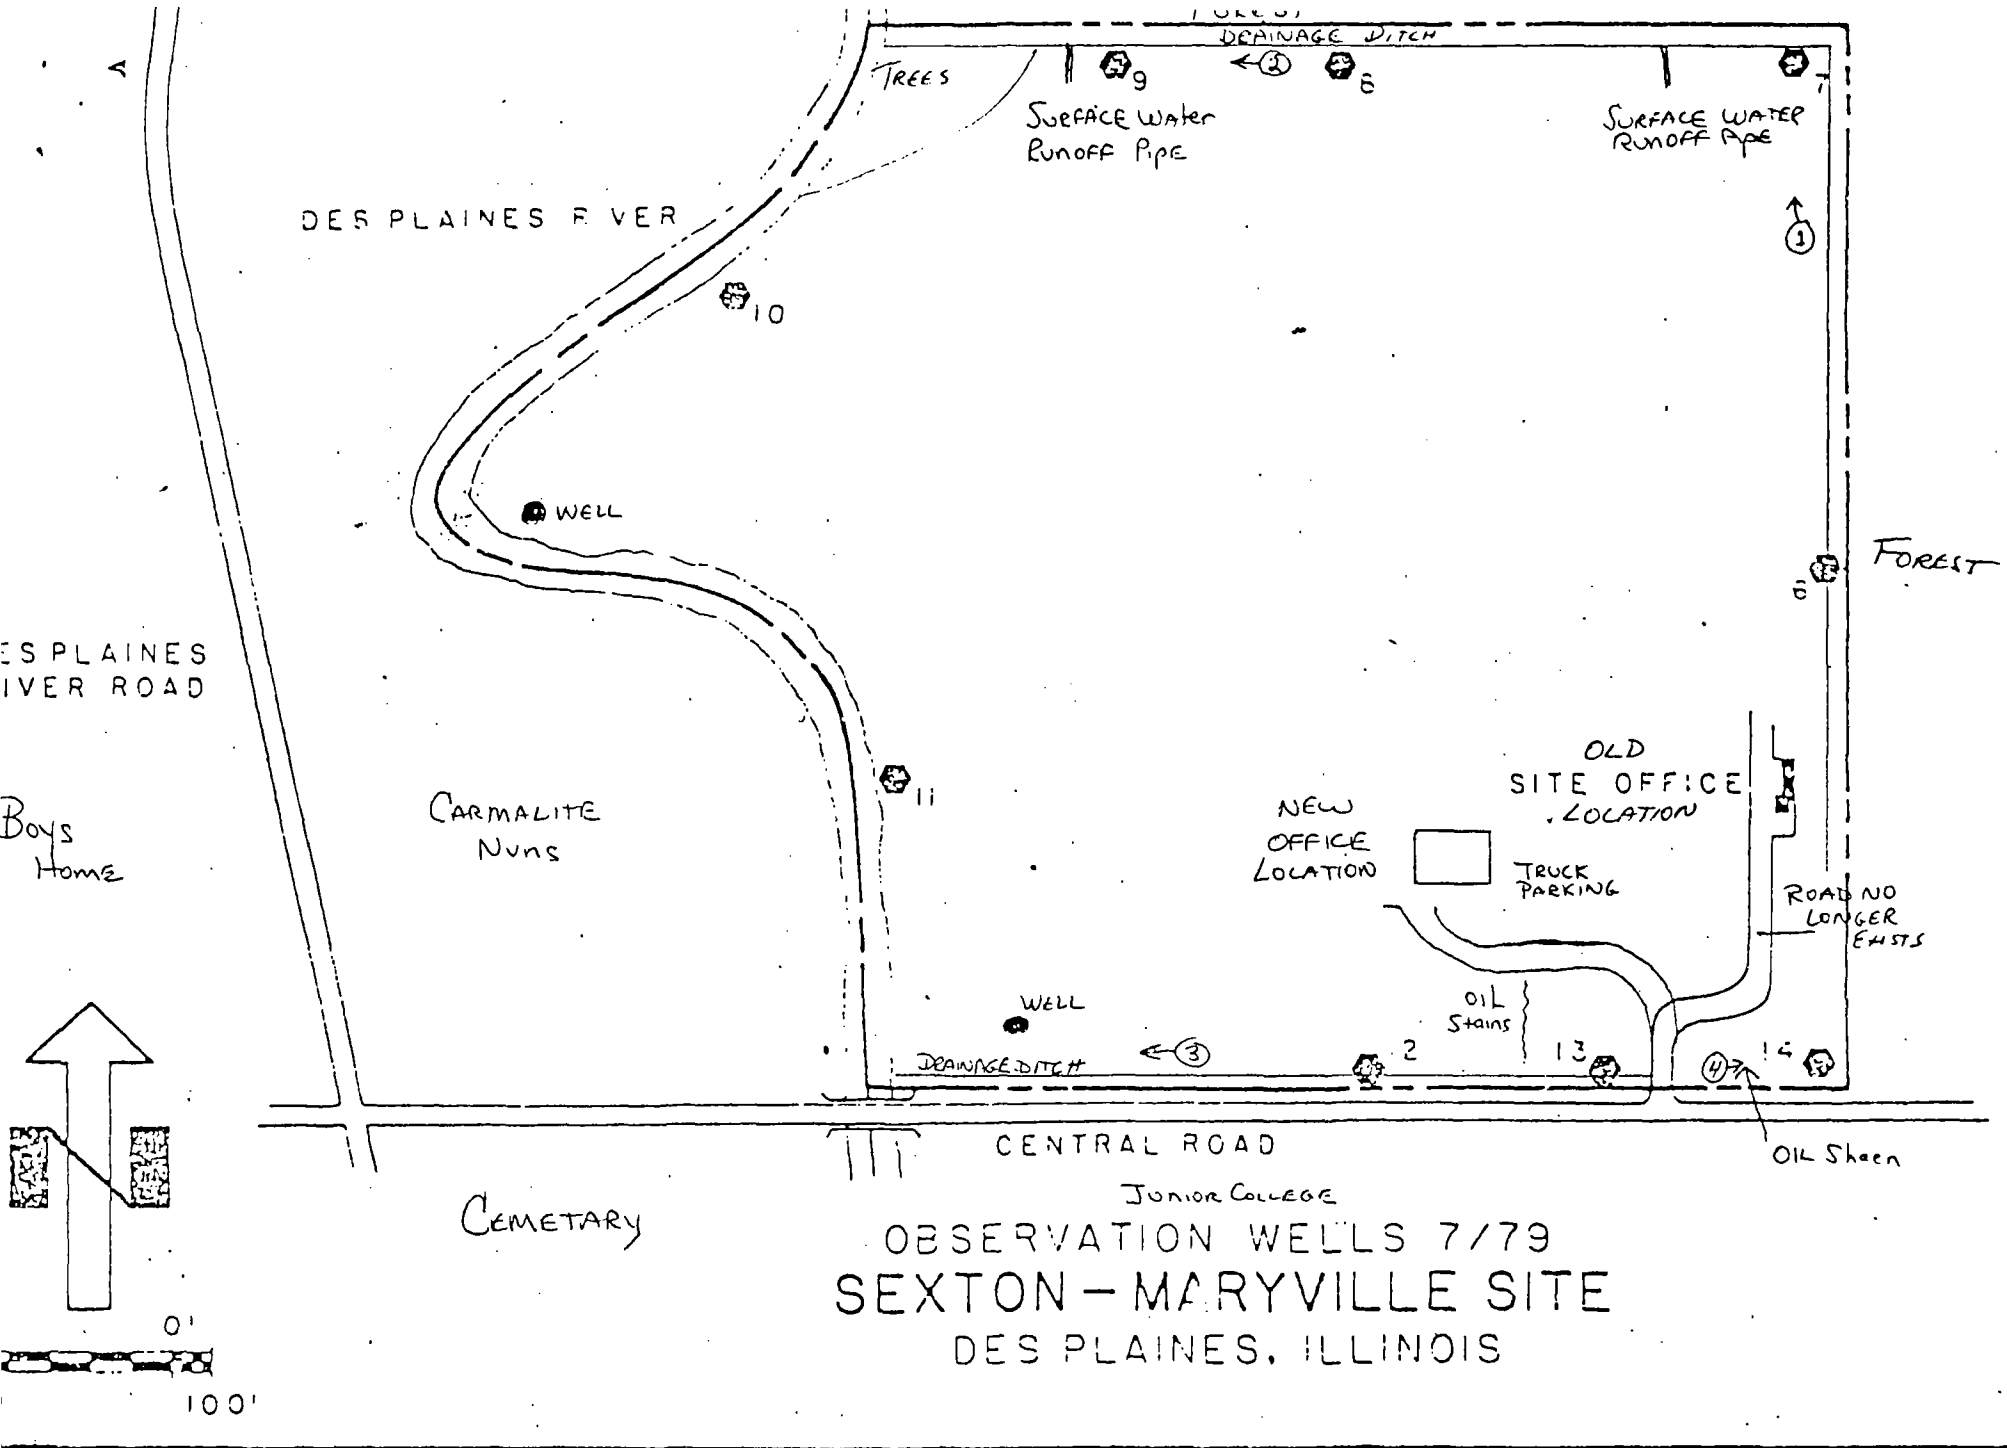 DRAINAGE DITCH
TREES
9
2
8
7
SURFACE WATER
RUNOFF PIPE
SURFACE WATER
RUNOFF PIPE
1
DES PLAINES R VER
10
WELL
FOREST
6
ES PLAINES
IVER ROAD
OLD
SITE OFFICE
LOCATION
NEW
OFFICE
LOCATION
11
CARMALITE
NUNS
TRUCK
PARKING
BOYS
HOME
ROAD NO
LONGER
EXISTS
WELL
OIL
Stains
DRAINAGE DITCH
3
2
13
4
14
CENTRAL ROAD
OIL Sheen
JUNIOR COLLEGE
CEMETARY
OBSERVATION WELLS 7/79
SEXTON-MARYVILLE SITE
DES PLAINES, ILLINOIS
0'
100'